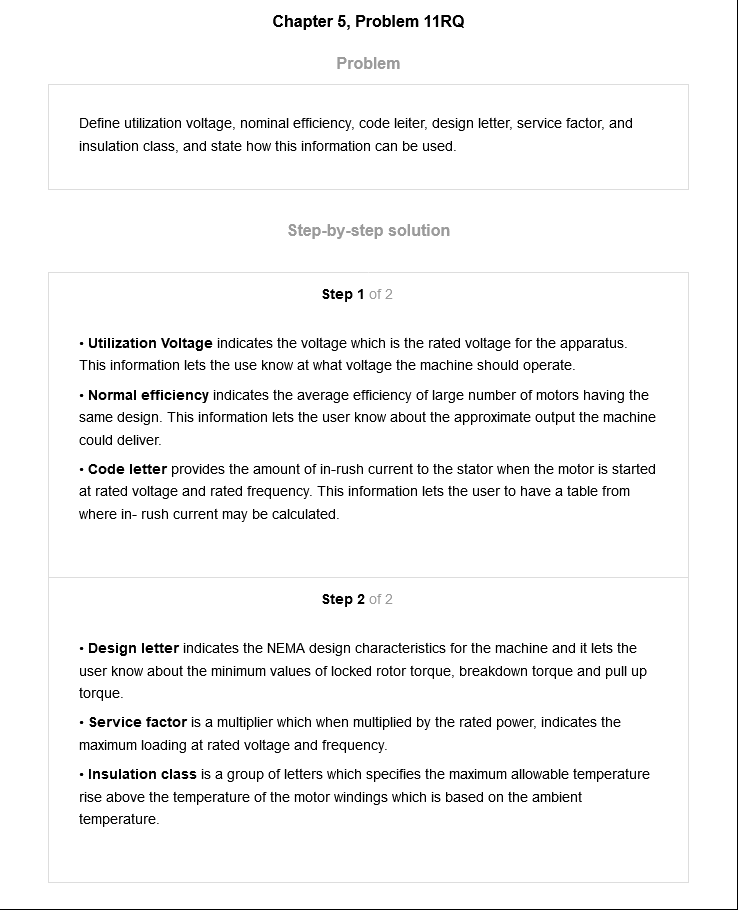 Chapter 5, Problem 11RQ
Problem
Define utilization voltage, nominal efficiency, code leiter, design letter, service factor, and
insulation class, and state how this information can be used.
Step-by-step solution
Step 1 of 2
• Utilization Voltage indicates the voltage which is the rated voltage for the apparatus.
This information lets the use know at what voltage the machine should operate.
• Normal efficiency indicates the average efficiency of large number of motors having the
same design. This information lets the user know about the approximate output the machine
could deliver.
• Code letter provides the amount of in-rush current to the stator when the motor is started
at rated voltage and rated frequency. This information lets the user to have a table from
where in- rush current may be calculated.
Step 2 of 2
• Design letter indicates the NEMA design characteristics for the machine and it lets the
user know about the minimum values of locked rotor torque, breakdown torque and pull up
torque.
• Service factor is a multiplier which when multiplied by the rated power, indicates the
maximum loading at rated voltage and frequency.
• Insulation class is a group of letters which specifies the maximum allowable temperature
rise above the temperature of the motor windings which is based on the ambient
temperature.